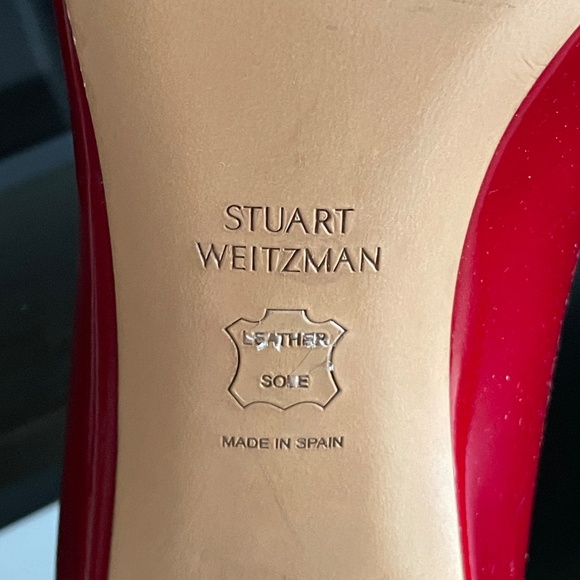 STUART
WEITZMAN
LEATHER
SOLE
MADE IN SPAIN